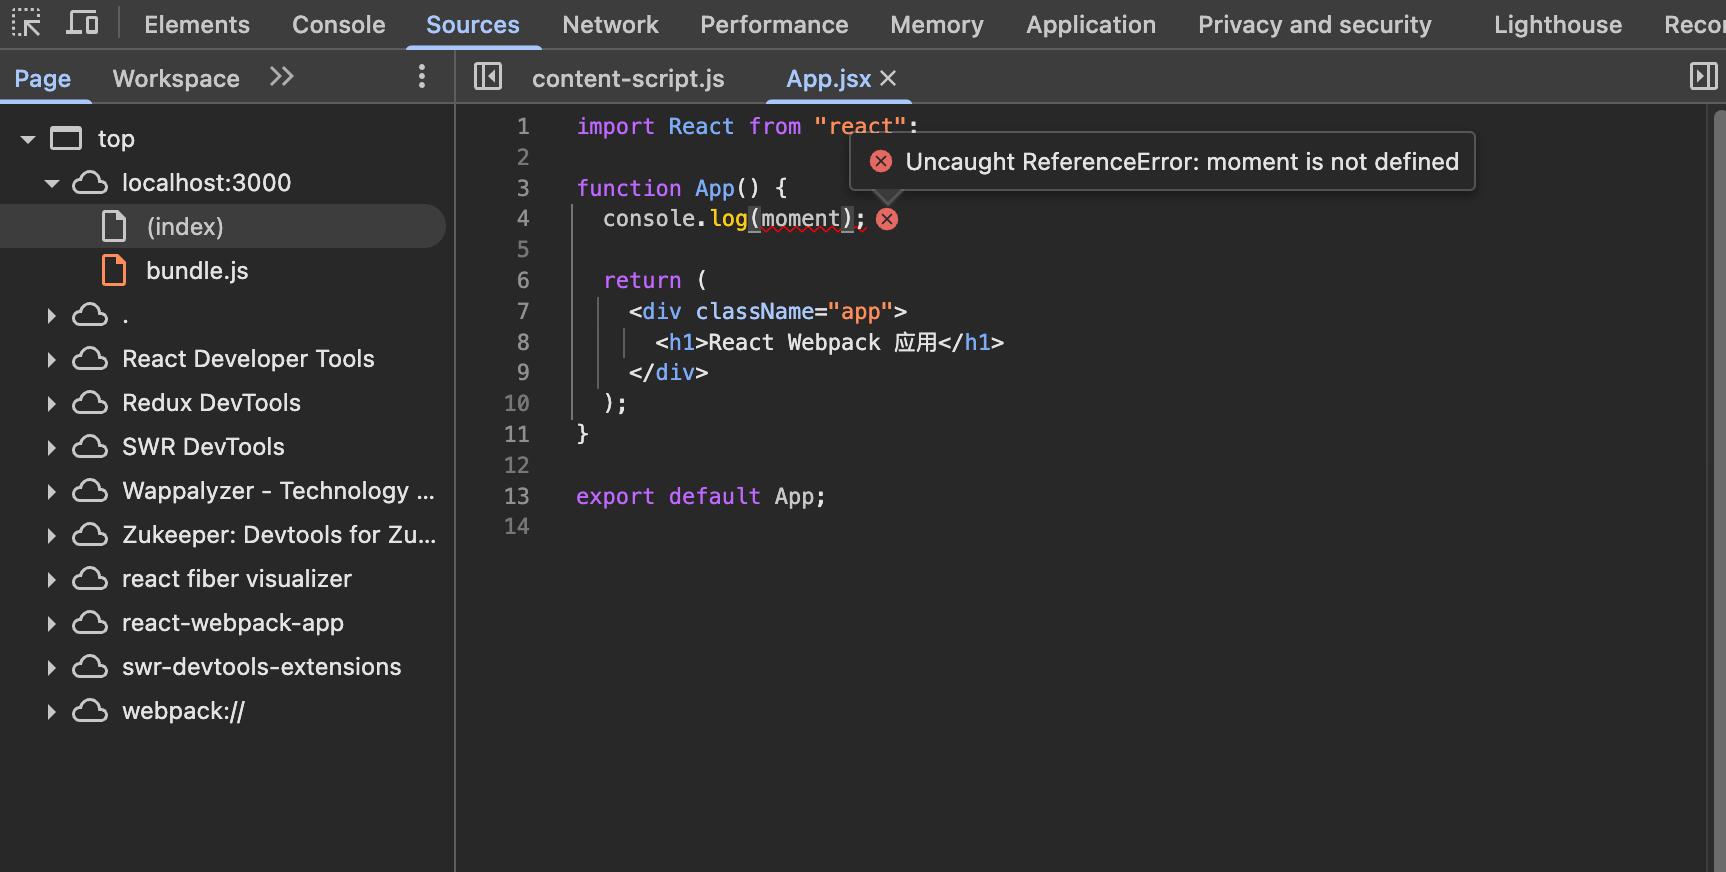 Elements Console Sources Network Performance Memory Application Privacy and security Lighthouse Recor
Page Workspace
content-script.js App.jsx
top
localhost:3000
(index)
bundle.js
.
React Developer Tools
Redux DevTools
SWR DevTools
Wappalyzer - Technology ...
Zukeeper: Devtools for Zu...
react fiber visualizer
react-webpack-app
swr-devtools-extensions
webpack://
1 import React from "react";
Uncaught ReferenceError: moment is not defined
2
3 function App() {
4 console.log(moment);
5
6 return (
7 <div className="app">
8 <h1>React Webpack 应用</h1>
9 </div>
10 );
11 }
12
13 export default App;
14